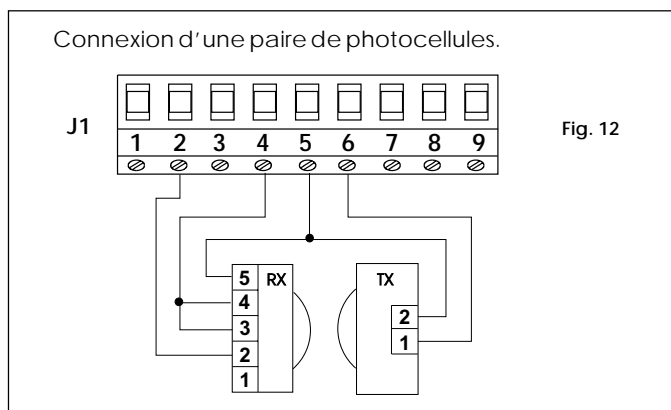 Connexion d'une paire de photocellules.
J1
1 2 3 4 5 6 7 8 9
Fig. 12
5 RX TX
4
3 2
2 1
1